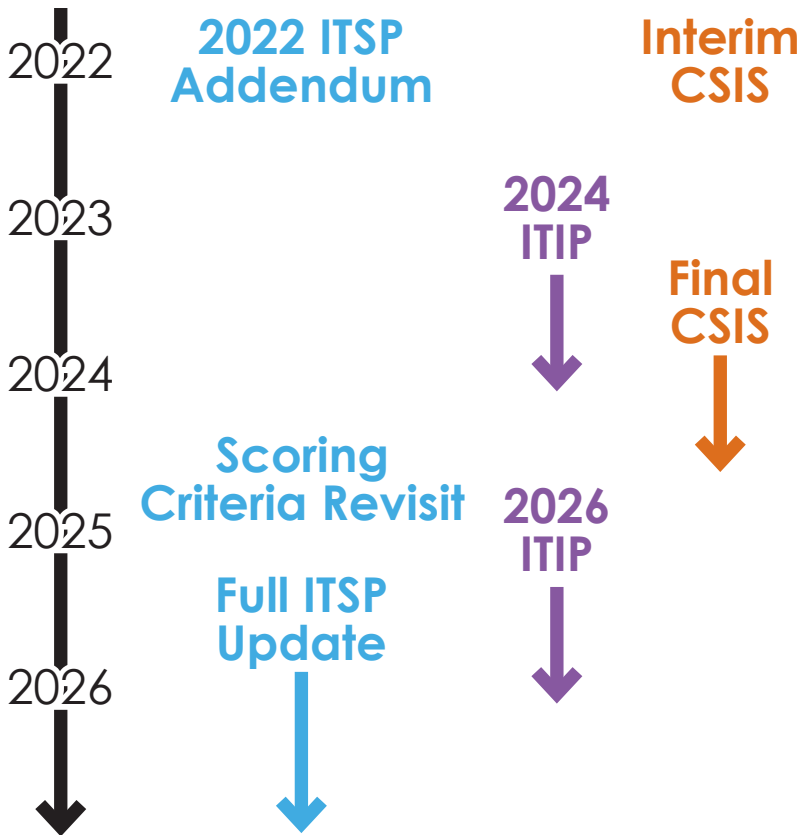 2022
2022 ITSP
Addendum
Interim
CSIS
2023
2024
ITIP
Final
CSIS
2024
Scoring
Criteria Revisit
2025
2026
ITIP
Full ITSP
Update
2026